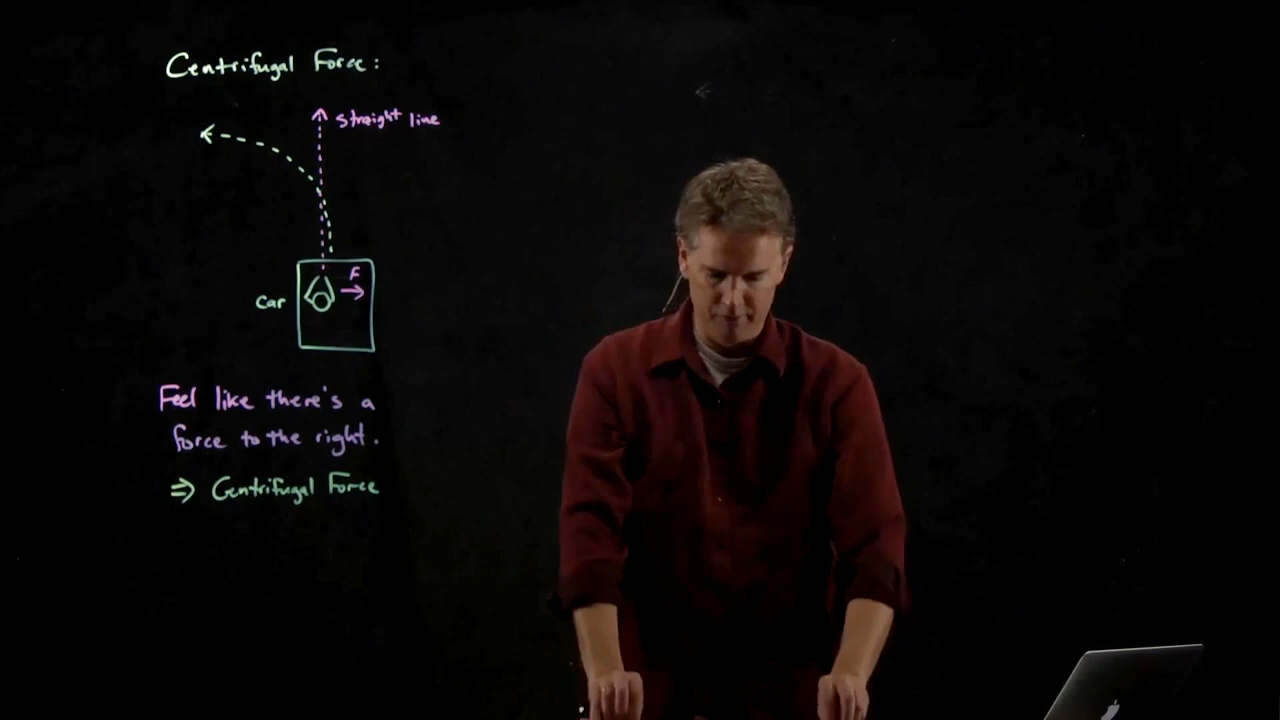 Centrifugal Force:
straight line
F
car
Feel like there's a
force to the right.
⇒ Centrifugal Force